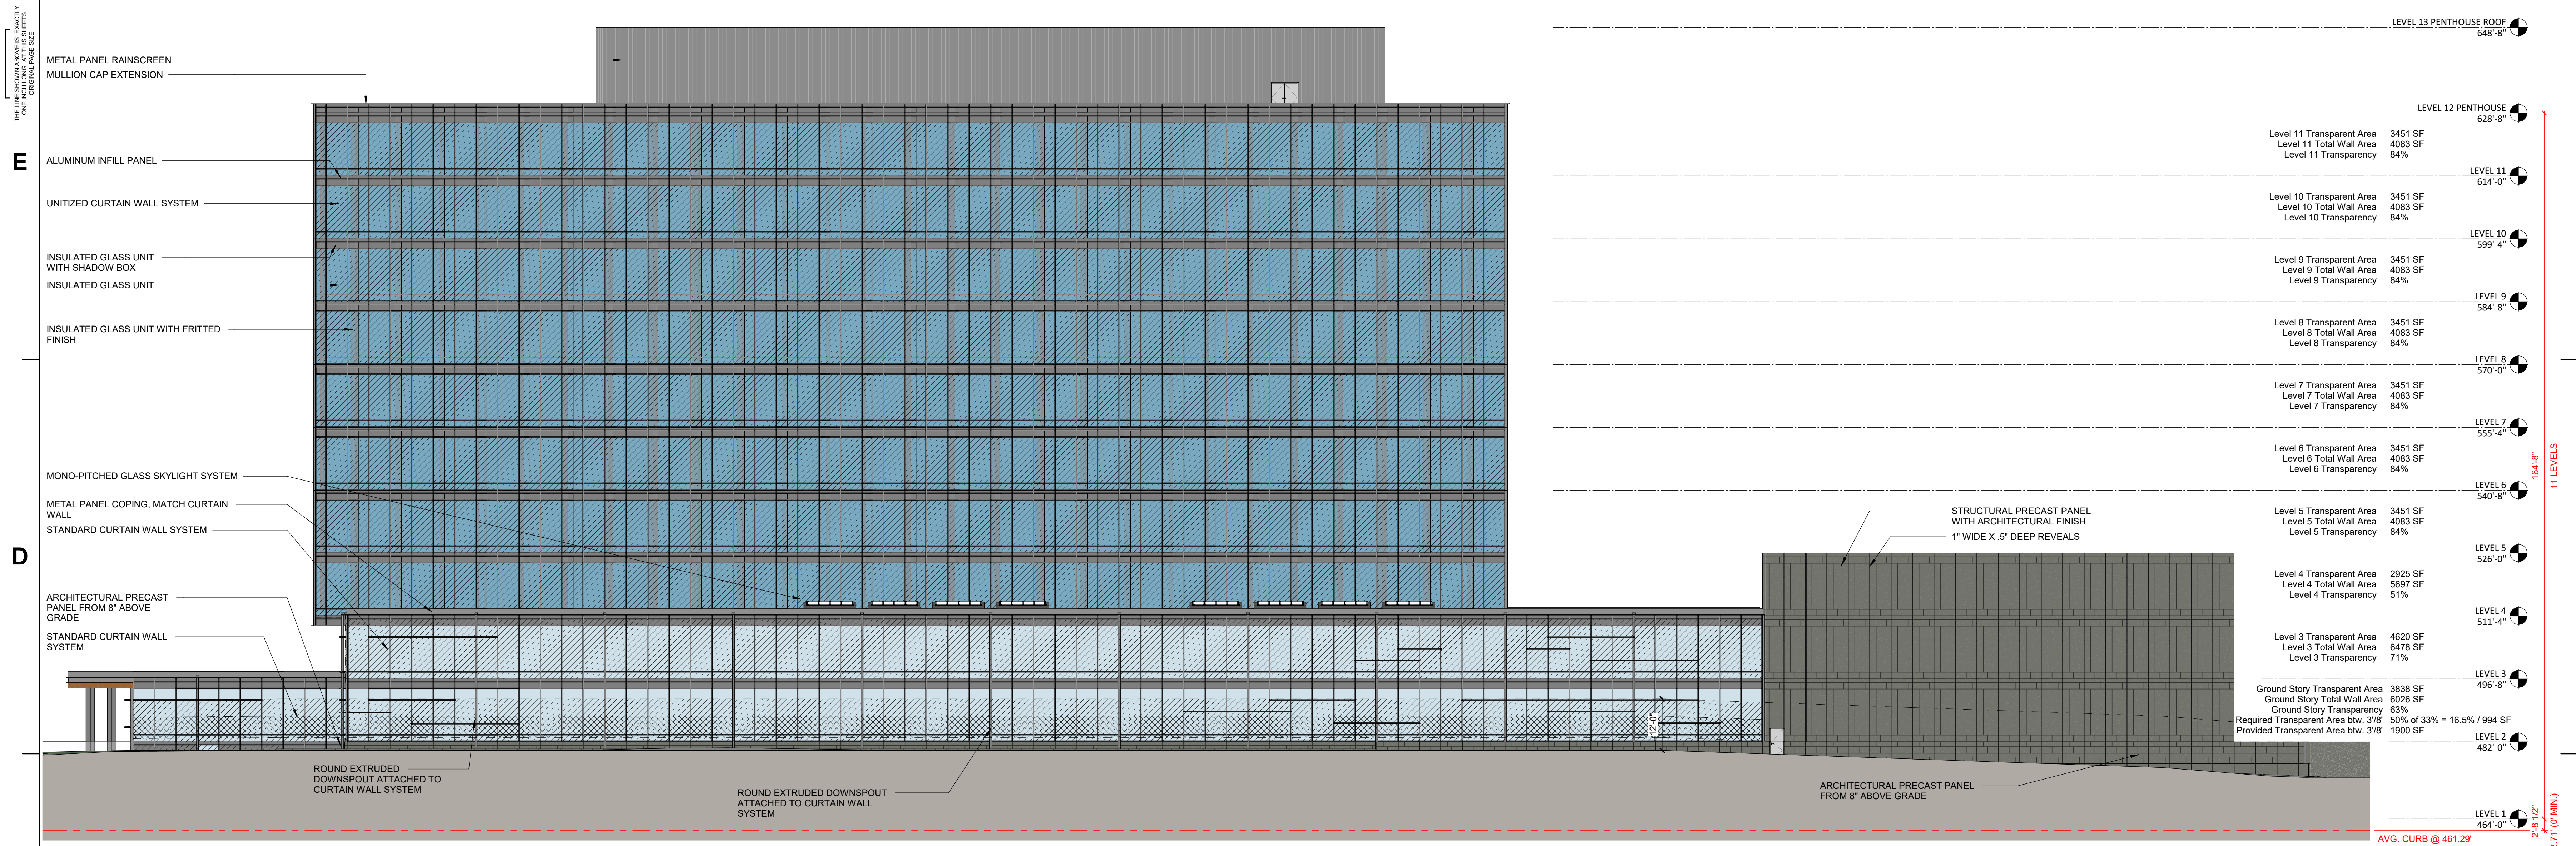 THE LINE SHOWN ABOVE IS EXACTLY
ONE INCH LONG AT THIS SHEETS
ORIGINAL PAGE SIZE
E
D
METAL PANEL RAINSCREEN
MULLION CAP EXTENSION
ALUMINUM INFILL PANEL
UNITIZED CURTAIN WALL SYSTEM
INSULATED GLASS UNIT
WITH SHADOW BOX
INSULATED GLASS UNIT
INSULATED GLASS UNIT WITH FRITTED
FINISH
MONO-PITCHED GLASS SKYLIGHT SYSTEM
METAL PANEL COPING, MATCH CURTAIN
WALL
STANDARD CURTAIN WALL SYSTEM
ARCHITECTURAL PRECAST
PANEL FROM 8" ABOVE
GRADE
STANDARD CURTAIN WALL
SYSTEM
ROUND EXTRUDED
DOWNSPOUT ATTACHED TO
CURTAIN WALL SYSTEM
ROUND EXTRUDED DOWNSPOUT
ATTACHED TO CURTAIN WALL
SYSTEM
12'-0"
STRUCTURAL PRECAST PANEL
WITH ARCHITECTURAL FINISH
1" WIDE X .5" DEEP REVEALS
ARCHITECTURAL PRECAST PANEL
FROM 8" ABOVE GRADE
LEVEL 13 PENTHOUSE ROOF
648'-8"
LEVEL 12 PENTHOUSE
628'-8"
Level 11 Transparent Area 3451 SF
Level 11 Total Wall Area 4083 SF
Level 11 Transparency 84%
LEVEL 11
614'-0"
Level 10 Transparent Area 3451 SF
Level 10 Total Wall Area 4083 SF
Level 10 Transparency 84%
LEVEL 10
599'-4"
Level 9 Transparent Area 3451 SF
Level 9 Total Wall Area 4083 SF
Level 9 Transparency 84%
LEVEL 9
584'-8"
Level 8 Transparent Area 3451 SF
Level 8 Total Wall Area 4083 SF
Level 8 Transparency 84%
LEVEL 8
570'-0"
Level 7 Transparent Area 3451 SF
Level 7 Total Wall Area 4083 SF
Level 7 Transparency 84%
LEVEL 7
555'-4"
Level 6 Transparent Area 3451 SF
Level 6 Total Wall Area 4083 SF
Level 6 Transparency 84%
LEVEL 6
540'-8"
Level 5 Transparent Area 3451 SF
Level 5 Total Wall Area 4083 SF
Level 5 Transparency 84%
LEVEL 5
526'-0"
Level 4 Transparent Area 2925 SF
Level 4 Total Wall Area 5697 SF
Level 4 Transparency 51%
LEVEL 4
511'-4"
Level 3 Transparent Area 4620 SF
Level 3 Total Wall Area 6478 SF
Level 3 Transparency 71%
LEVEL 3
496'-8"
Ground Story Transparent Area 3838 SF
Ground Story Total Wall Area 6026 SF
Ground Story Transparency 63%
Required Transparent Area btw. 3'/8' 50% of 33% = 16.5% / 994 SF
Provided Transparent Area btw. 3'/8' 1900 SF
LEVEL 2
482'-0"
LEVEL 1
464'-0"
AVG. CURB @ 461.29'
164'-8"
11 LEVELS
2'-8 1/2"
2.71' (0' MIN.)